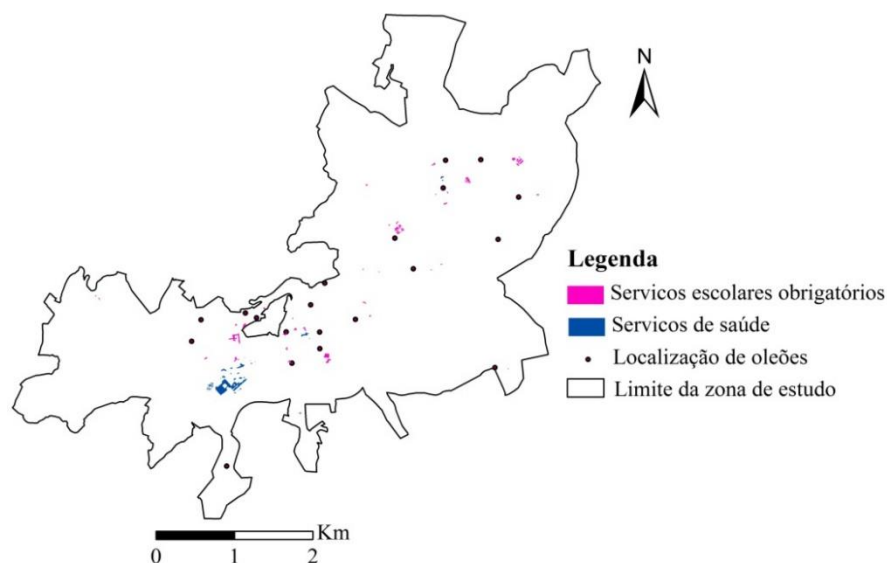 N
Legenda
Servicos escolares obrigatórios
Servicos de saúde
Localização de oleões
Limite da zona de estudo
Km
0 1 2